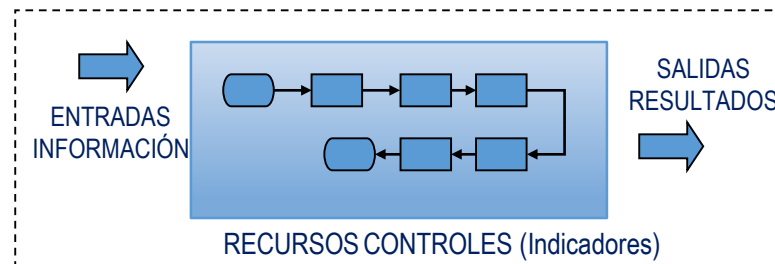 ENTRADAS
INFORMACIÓN
SALIDAS
RESULTADOS
RECURSOS CONTROLES (Indicadores)